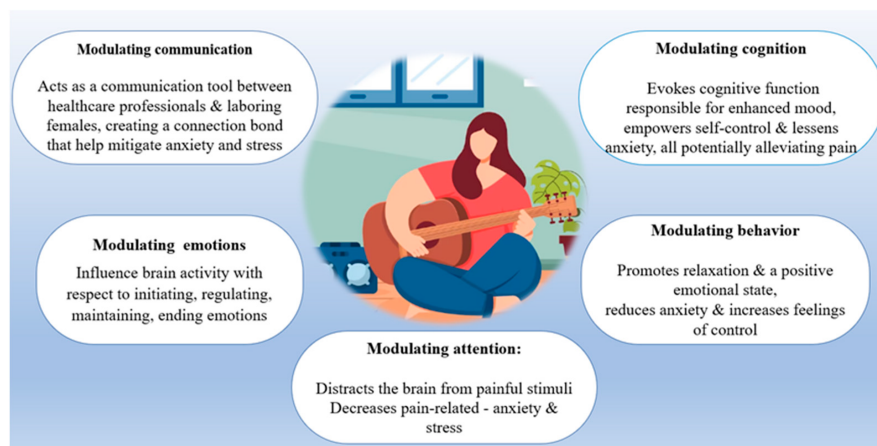 Modulating communication
Acts as a communication tool between
healthcare professionals & laboring
females, creating a connection bond
that help mitigate anxiety and stress
Modulating cognition
Evokes cognitive function
responsible for enhanced mood,
empowers self-control & lessens
anxiety, all potentially alleviating pain
Modulating emotions
Influence brain activity with
respect to initiating, regulating,
maintaining, ending emotions
Modulating behavior
Promotes relaxation & a positive
emotional state,
reduces anxiety & increases feelings
of control
Modulating attention:
Distracts the brain from painful stimuli
Decreases pain-related - anxiety &
stress